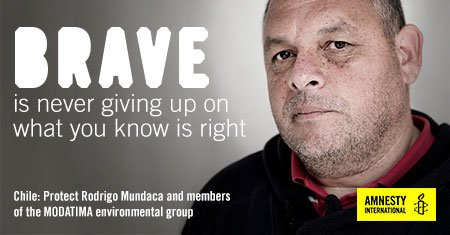 BRAVE
is never giving up on
what you know is right
Chile: Protect Rodrigo Mundaca and members
of the MODATIMA environmental group
AMNESTY
INTERNATIONAL